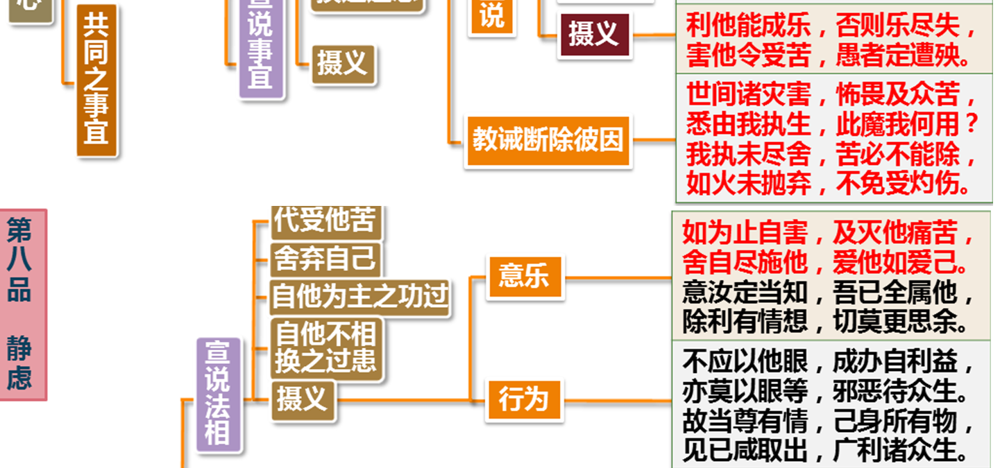 心
共同之事宜
宣说事宜
摄义
说
摄义
利他能成乐，否则乐尽失，
害他令受苦，愚者定遭殃。
教诫断除彼因
世间诸灾害，怖畏及众苦，
悉由我执生，此魔我何用？
我执未尽舍，苦必不能除，
如火未抛弃，不免受灼伤。
第八品 静虑
宣说法相
代受他苦
舍弃自己
自他为主之功过
自他不相
换之过患
摄义
意乐
如为止自害，及灭他痛苦，
舍自尽施他，爱他如爱己。
意汝定当知，吾已全属他，
除利有情想，切莫更思余。
行为
不应以他眼，成办自利益，
亦莫以眼等，邪恶待众生。
故当尊有情，己身所有物，
见已咸取出，广利诸众生。